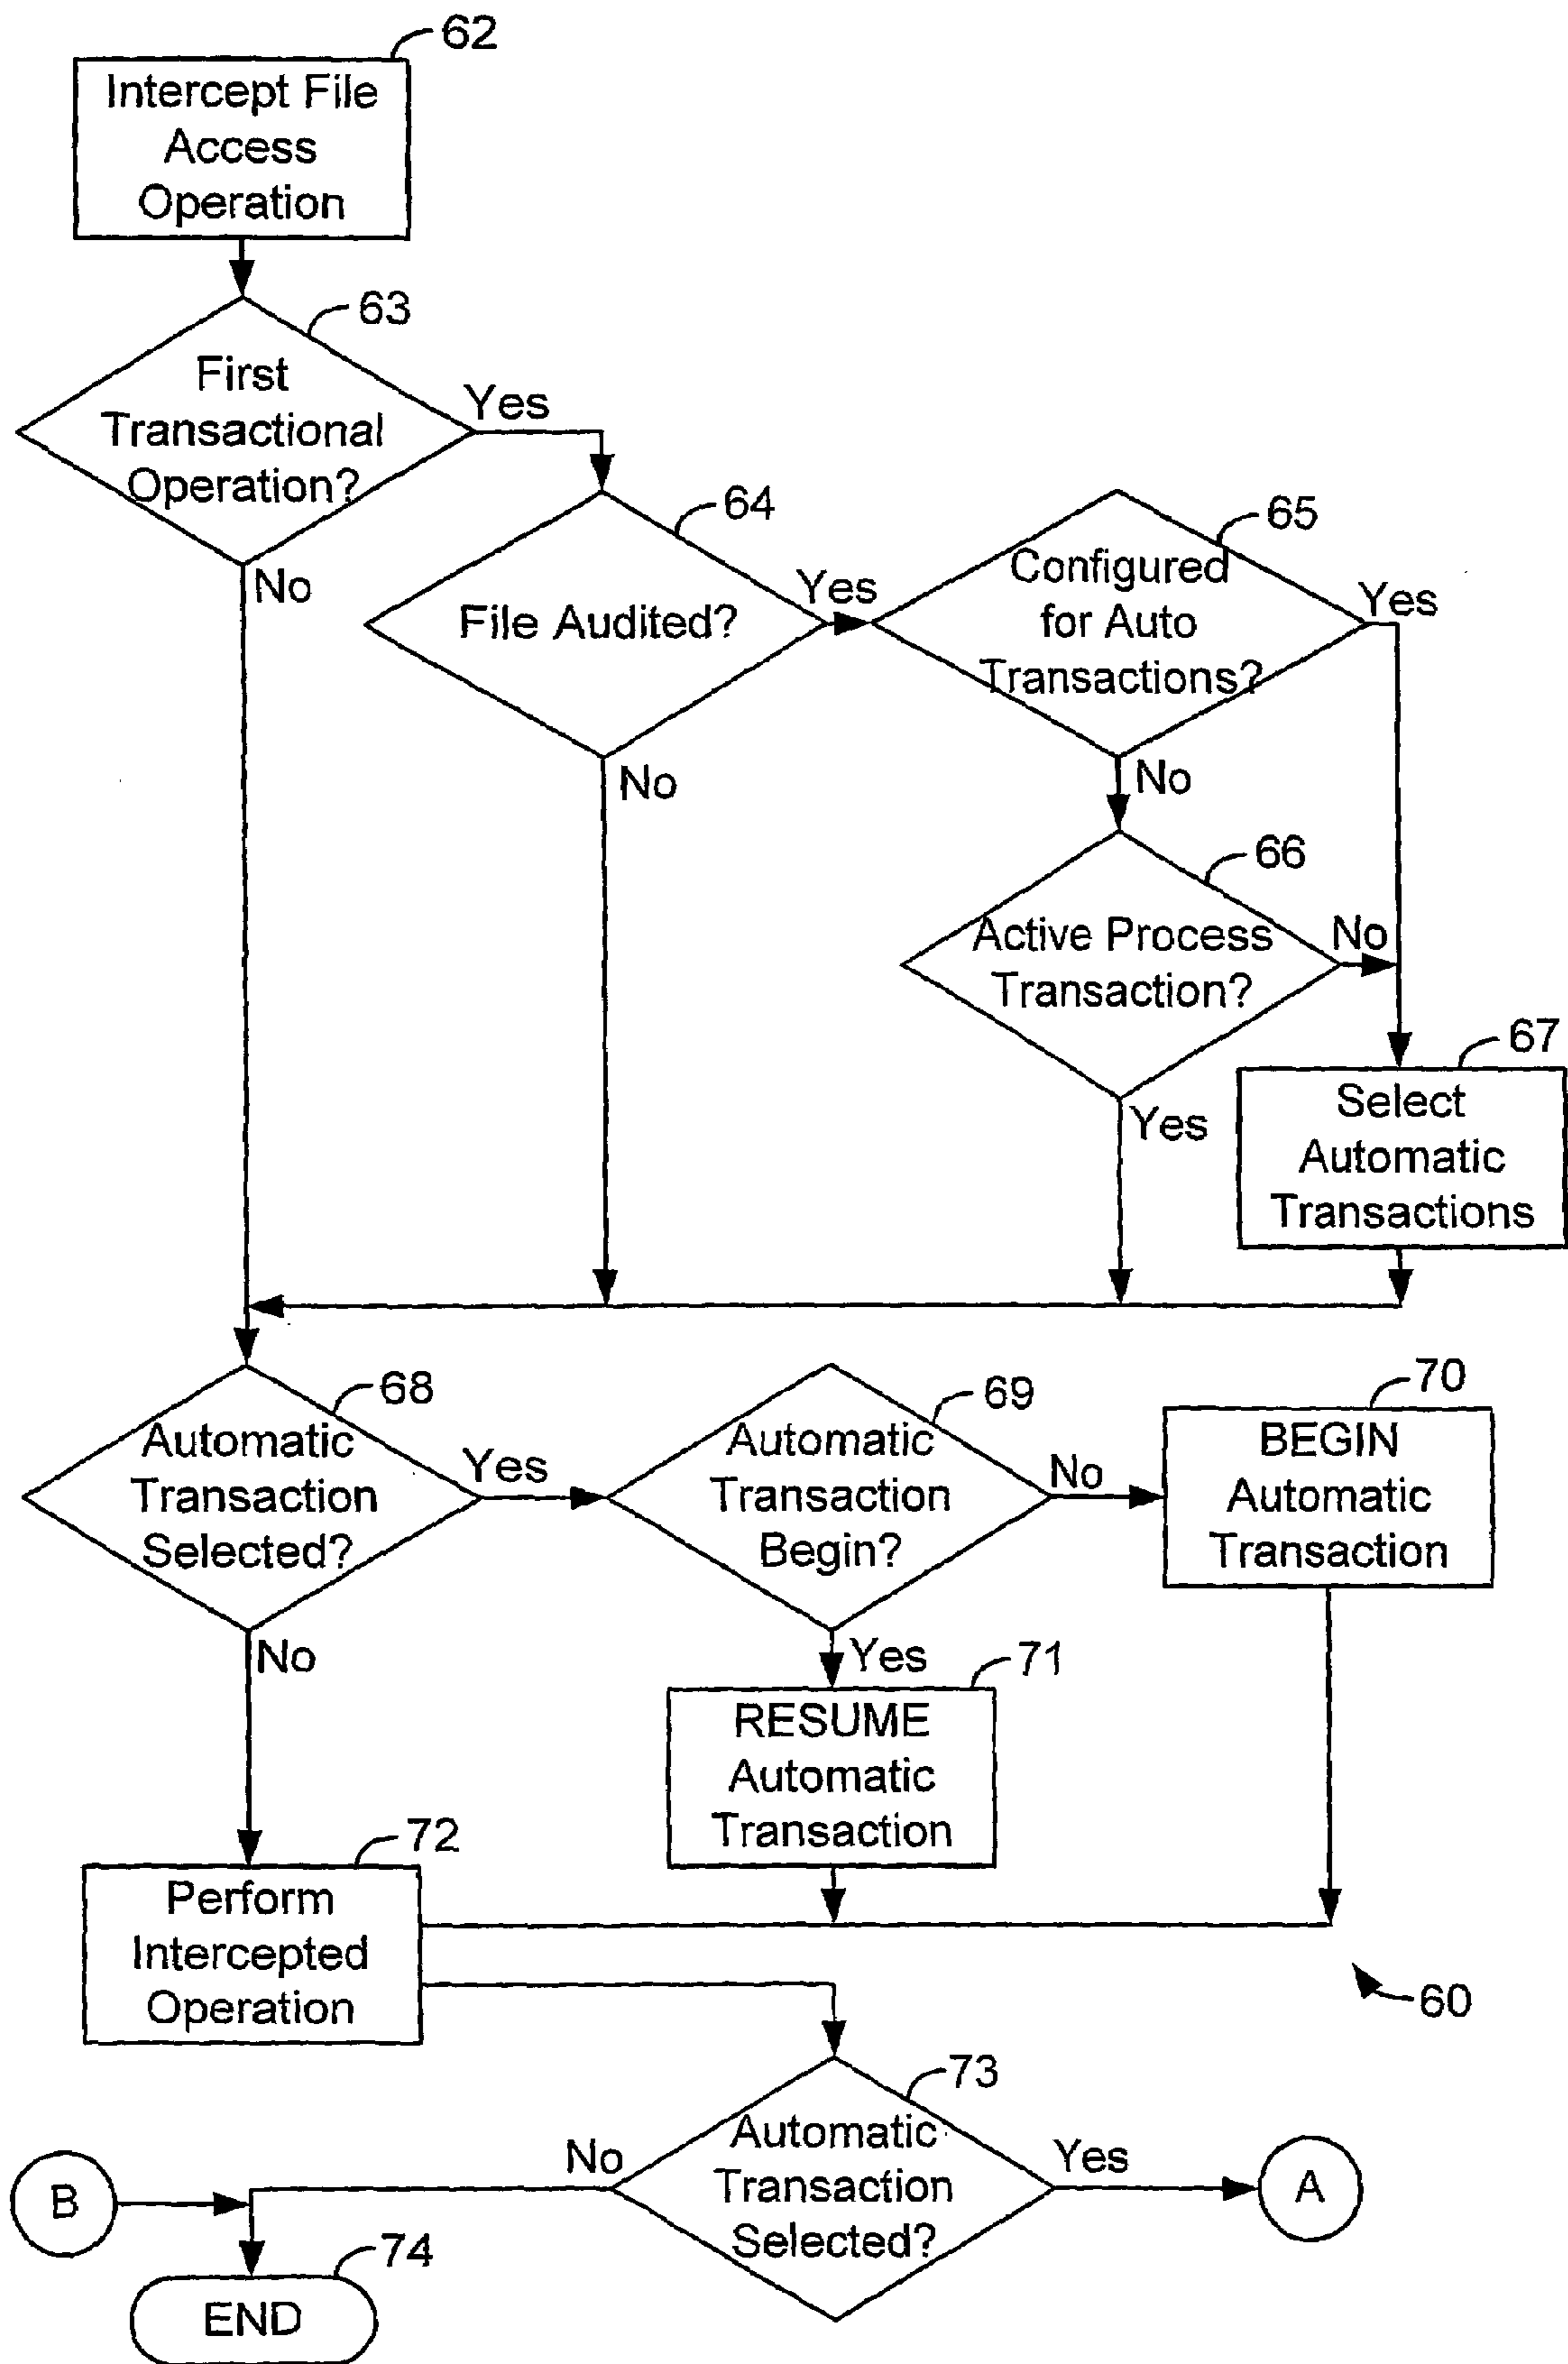 62
Intercept File
Access
Operation
63
First
Transactional
Operation?
Yes
No
64
File Audited?
Yes
No
65
Configured
for Auto
Transactions?
Yes
No
66
Active Process
Transaction?
No
Yes
67
Select
Automatic
Transactions
68
Automatic
Transaction
Selected?
Yes
No
69
Automatic
Transaction
Begin?
No
Yes
70
BEGIN
Automatic
Transaction
71
RESUME
Automatic
Transaction
72
Perform
Intercepted
Operation
60
73
Automatic
Transaction
Selected?
No
Yes
A
B
74
END